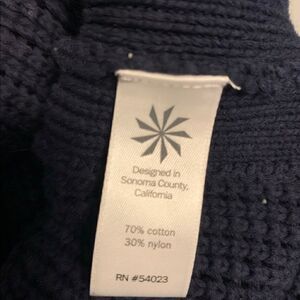 Designed in
Sonoma County,
California
70% cotton
30% nylon
RN #54023